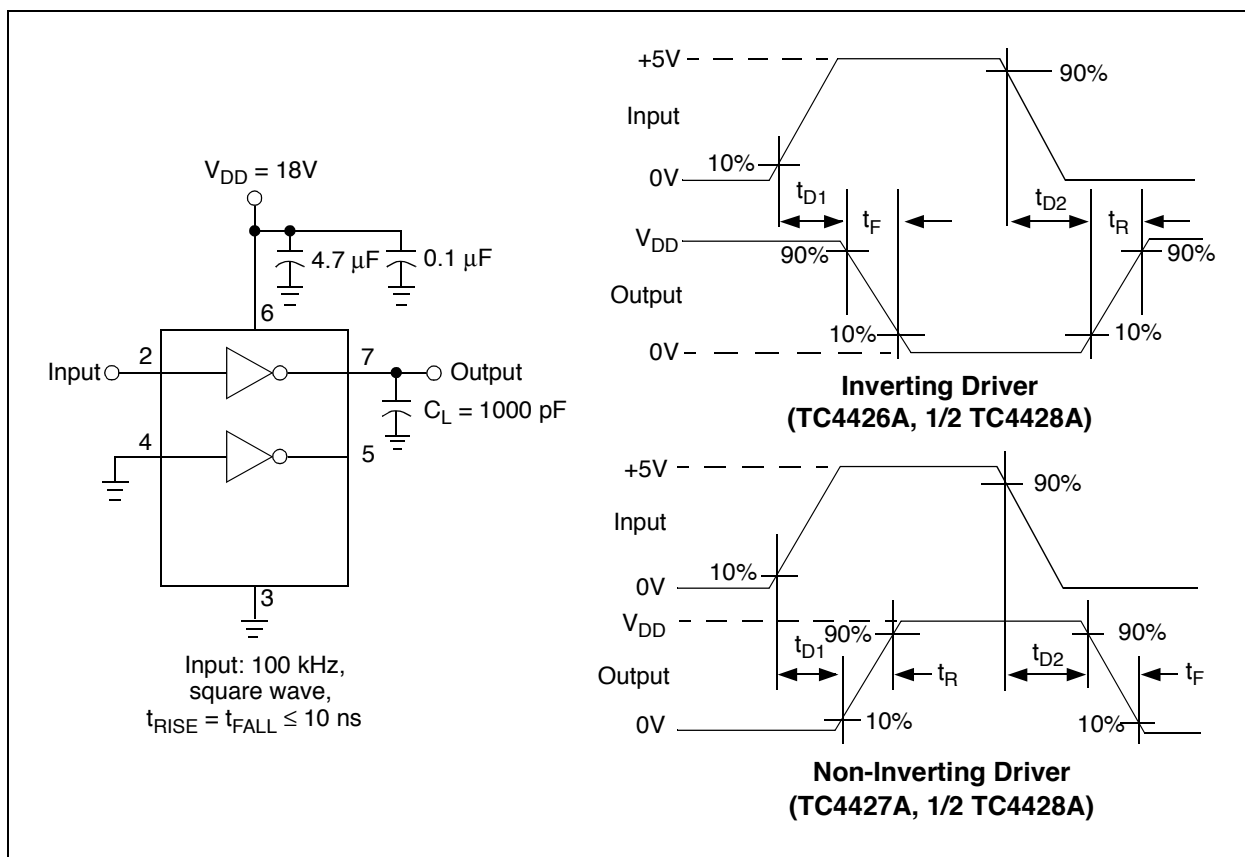 V_DD = 18V
4.7 μF
0.1 μF
6
Input
2
7
Output
C_L = 1000 pF
4
5
3
Input: 100 kHz,
square wave,
t_RISE = t_FALL ≤ 10 ns
+5V
90%
Input
10%
0V
t_D1
t_F
t_D2
t_R
V_DD
90%
90%
Output
10%
10%
0V
Inverting Driver
(TC4426A, 1/2 TC4428A)
+5V
90%
Input
10%
0V
V_DD
t_D1
90%
t_D2
90%
Output
t_R
t_F
0V
10%
10%
Non-Inverting Driver
(TC4427A, 1/2 TC4428A)